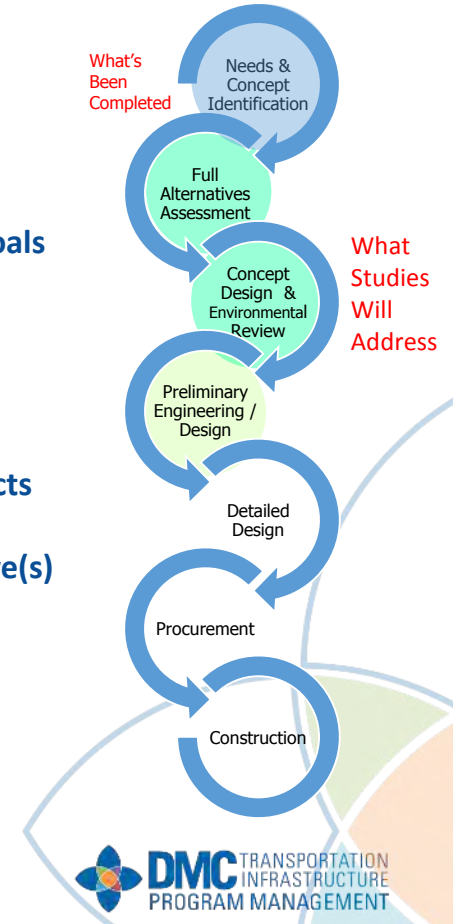 What's
Been
Completed
Needs &
Concept
Identification
Full
Alternatives
Assessment
What
Studies
Will
Address
Concept
Design &
Environmental
Review
Preliminary
Engineering /
Design
Detailed
Design
Procurement
Construction
DMC TRANSPORTATION
INFRASTRUCTURE
PROGRAM MANAGEMENT